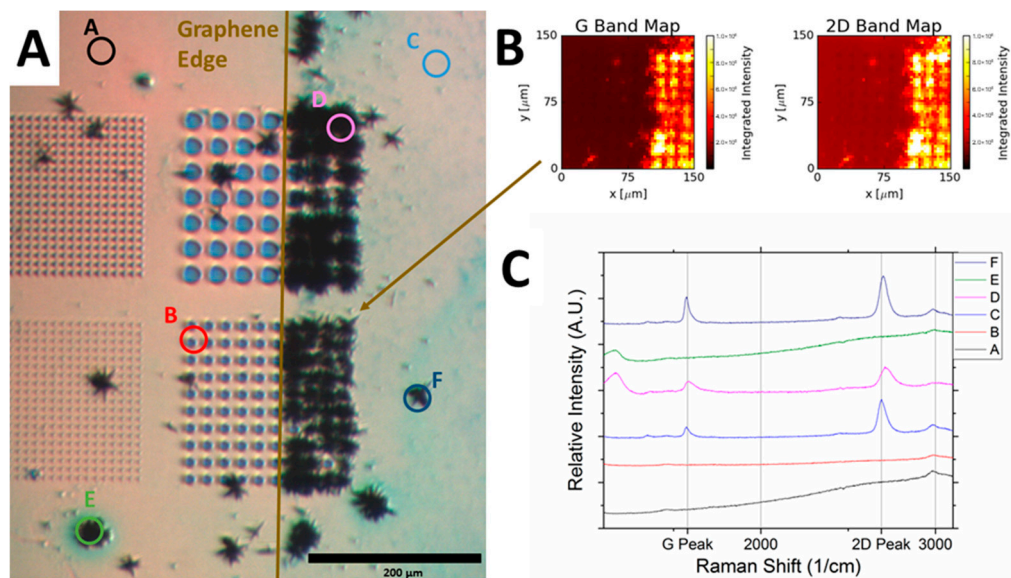 A
A
Graphene
Edge
C
D
B
F
E
200 μm
B
G Band Map
150
75
0
y [μm]
0
75
150
x [μm]
Integrated Intensity
2D Band Map
150
75
0
y [μm]
0
75
150
x [μm]
Integrated Intensity
C
F
E
D
C
B
A
Relative Intensity (A.U.)
G Peak
2000
2D Peak
3000
Raman Shift (1/cm)